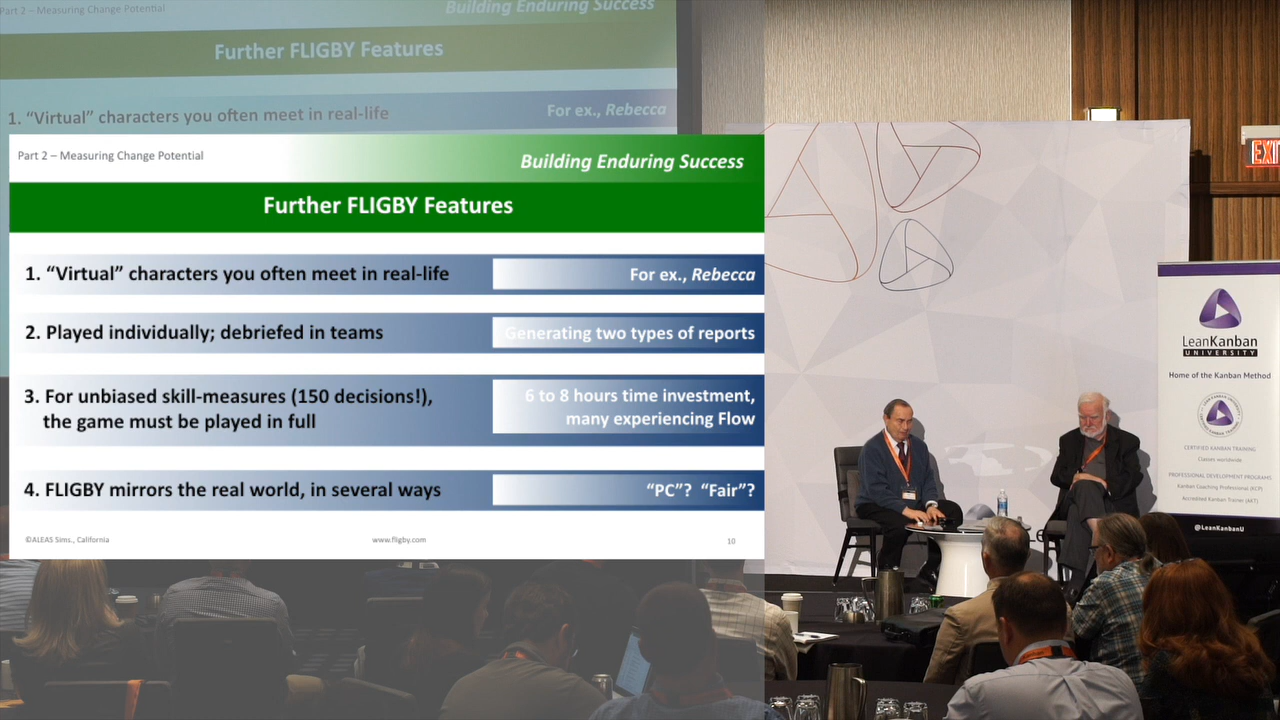 Part 2 – Measuring Change Potential
Building Enduring Success
Further FLIGBY Features
1. “Virtual” characters you often meet in real-life
For ex., Rebecca
Part 2 – Measuring Change Potential
Building Enduring Success
Further FLIGBY Features
1. “Virtual” characters you often meet in real-life
For ex., Rebecca
2. Played individually; debriefed in teams
Generating two types of reports
3. For unbiased skill-measures (150 decisions!),
the game must be played in full
6 to 8 hours time investment,
many experiencing Flow
4. FLIGBY mirrors the real world, in several ways
“PC”? “Fair”?
©ALEAS Sims., California
www.fligby.com
10
EXIT
LeanKanban
UNIVERSITY
Home of the Kanban Method
CERTIFIED KANBAN TRAINING
Classes worldwide
PROFESSIONAL DEVELOPMENT PROGRAMS
Kanban Coaching Professional (KCP)
Accredited Kanban Trainer (AKT)
@LeanKanbanU